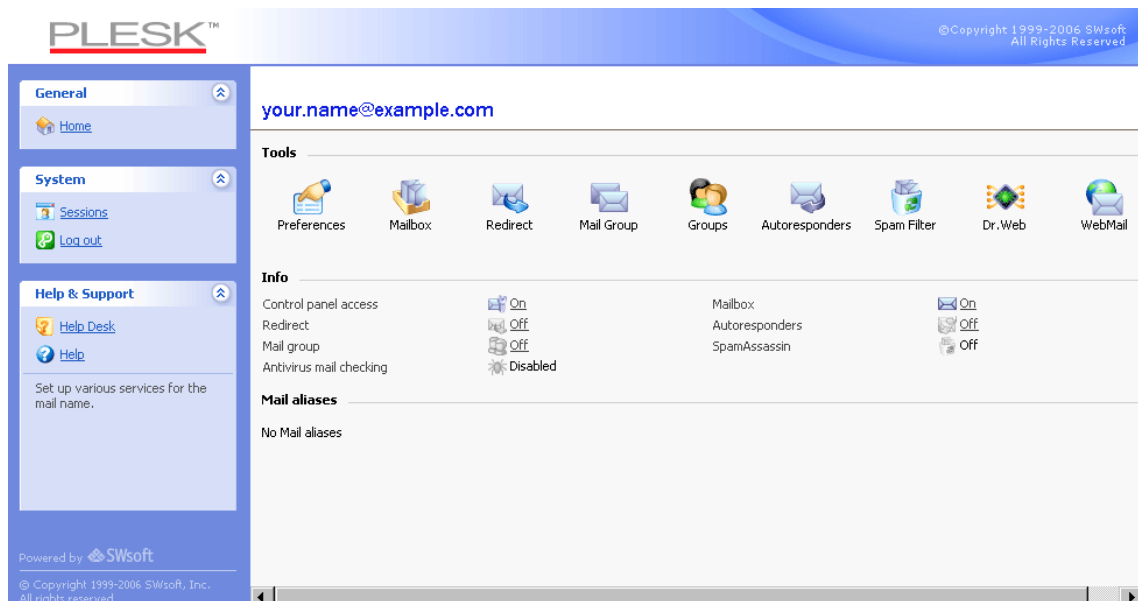 PLESK™
©Copyright 1999-2006 SWsoft
All Rights Reserved
General
Home
System
Sessions
Log out
Help & Support
Help Desk
Help
Set up various services for the
mail name.
Powered by SWsoft
© Copyright 1999-2006 SWsoft, Inc.
All rights reserved
your.name@example.com
Tools
Preferences Mailbox Redirect Mail Group Groups Autoresponders Spam Filter Dr.Web WebMail
Info
Control panel access On Mailbox On
Redirect Off Autoresponders Off
Mail group Off SpamAssassin Off
Antivirus mail checking Disabled
Mail aliases
No Mail aliases